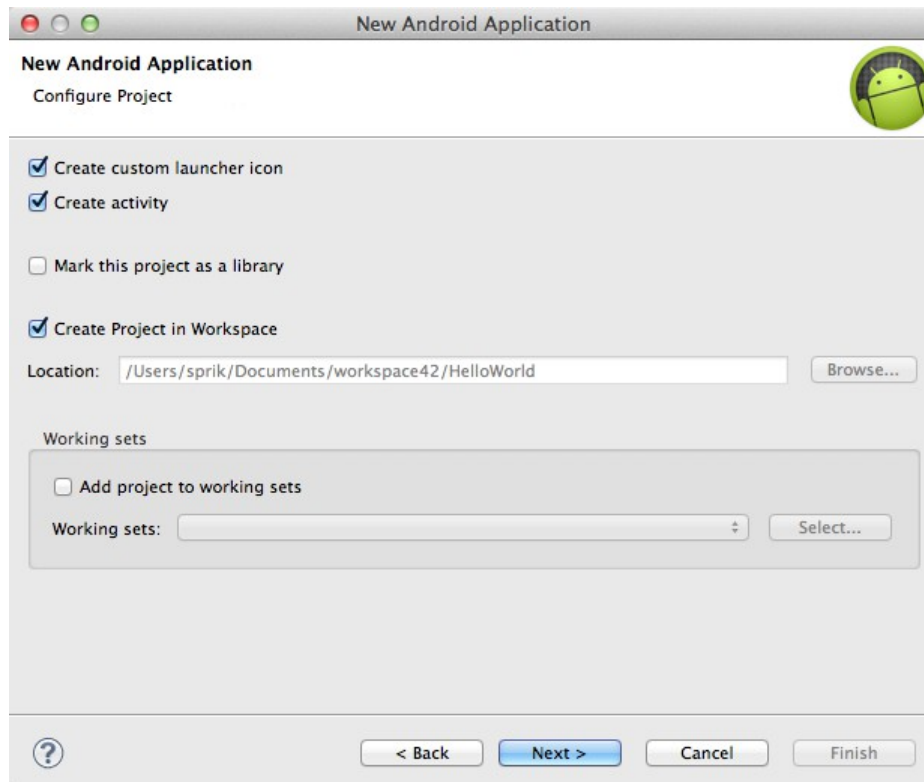 New Android Application
New Android Application
Configure Project
Create custom launcher icon
Create activity
Mark this project as a library
Create Project in Workspace
Location: /Users/sprik/Documents/workspace42/HelloWorld Browse...
Working sets
Add project to working sets
Working sets: Select...
? < Back Next > Cancel Finish